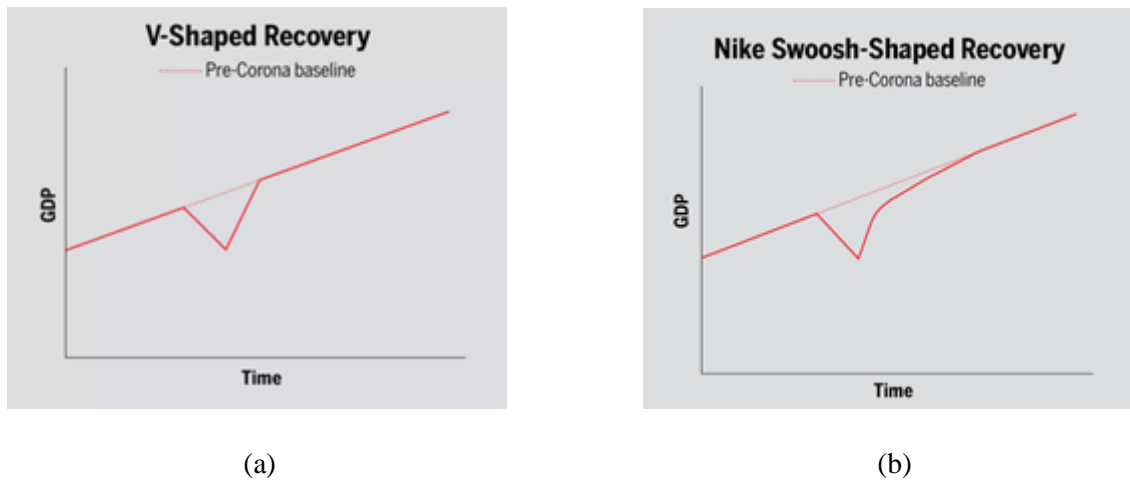 V-Shaped Recovery
Pre-Corona baseline
GDP
Time
(a)
Nike Swoosh-Shaped Recovery
Pre-Corona baseline
GDP
Time
(b)